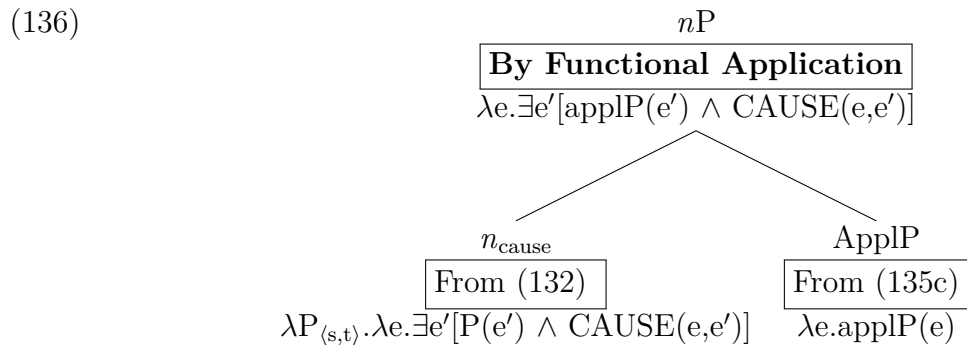 (136)
nP
By Functional Application
λe.∃e′[applP(e′) ∧ CAUSE(e,e′)]
n_cause ApplP
From (132) From (135c)
λP⟨s,t⟩.λe.∃e′[P(e′) ∧ CAUSE(e,e′)] λe.applP(e)